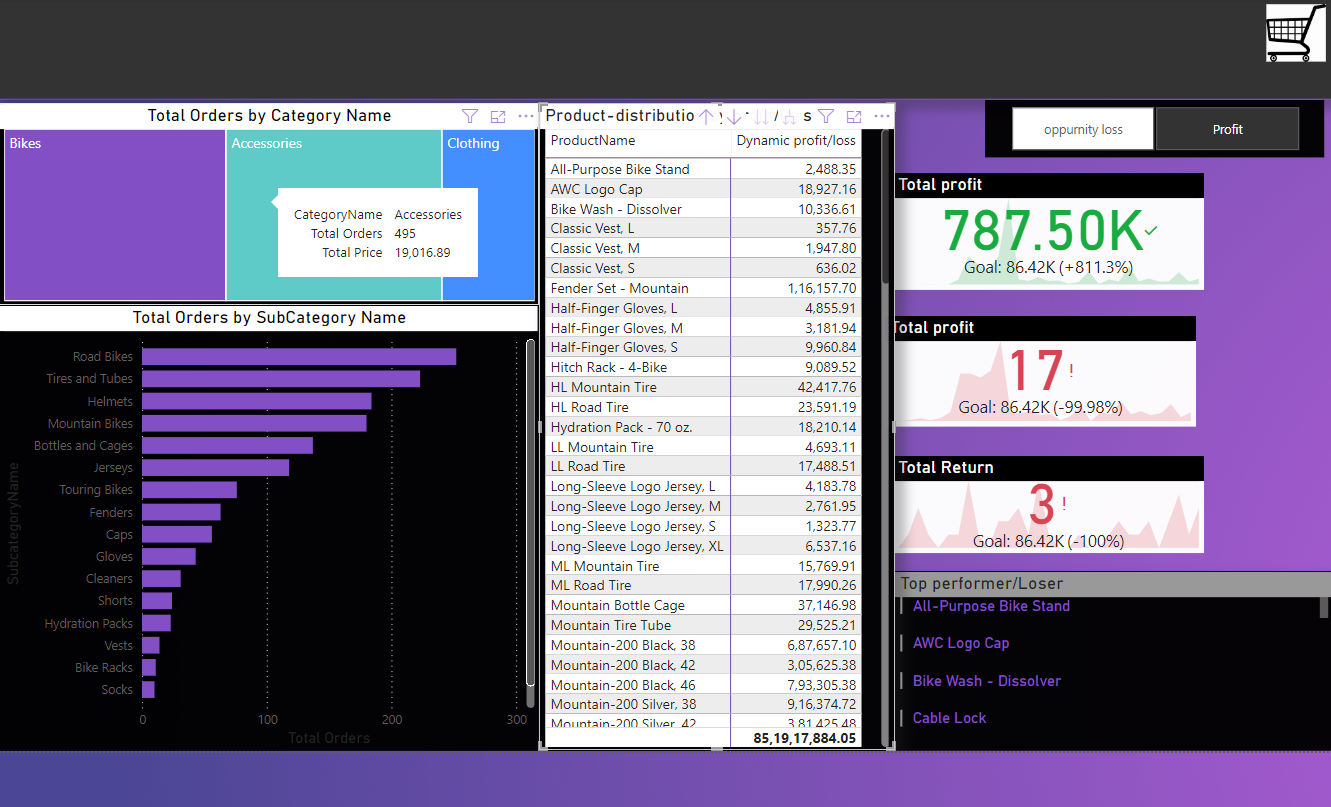 Total Orders by Category Name
Bikes
Accessories
Clothing
CategoryName Accessories
Total Orders 495
Total Price 19,016.89
Total Orders by SubCategory Name
SubcategoryName
Road Bikes
Tires and Tubes
Helmets
Mountain Bikes
Bottles and Cages
Jerseys
Touring Bikes
Fenders
Caps
Gloves
Cleaners
Shorts
Hydration Packs
Vests
Bike Racks
Socks
0 100 200 300
Total Orders
Product-distributio
ProductName Dynamic profit/loss
All-Purpose Bike Stand 2,488.35
AWC Logo Cap 18,927.16
Bike Wash - Dissolver 10,336.61
Classic Vest, L 357.76
Classic Vest, M 1,947.80
Classic Vest, S 636.02
Fender Set - Mountain 1,16,157.70
Half-Finger Gloves, L 4,855.91
Half-Finger Gloves, M 3,181.94
Half-Finger Gloves, S 9,960.84
Hitch Rack - 4-Bike 9,089.52
HL Mountain Tire 42,417.76
HL Road Tire 23,591.19
Hydration Pack - 70 oz. 18,210.14
LL Mountain Tire 4,693.11
LL Road Tire 17,488.51
Long-Sleeve Logo Jersey, L 4,183.78
Long-Sleeve Logo Jersey, M 2,761.95
Long-Sleeve Logo Jersey, S 1,323.77
Long-Sleeve Logo Jersey, XL 6,537.16
ML Mountain Tire 15,769.91
ML Road Tire 17,990.26
Mountain Bottle Cage 37,146.98
Mountain Tire Tube 29,525.21
Mountain-200 Black, 38 6,87,657.10
Mountain-200 Black, 42 3,05,625.38
Mountain-200 Black, 46 7,93,305.38
Mountain-200 Silver, 38 9,16,374.72
Mountain-200 Silver, 42 3,81,425.48
85,19,17,884.05
oppurnity loss
Profit
Total profit
787.50K
Goal: 86.42K (+811.3%)
Total profit
17!
Goal: 86.42K (-99.98%)
Total Return
3!
Goal: 86.42K (-100%)
Top performer/Loser
All-Purpose Bike Stand
AWC Logo Cap
Bike Wash - Dissolver
Cable Lock